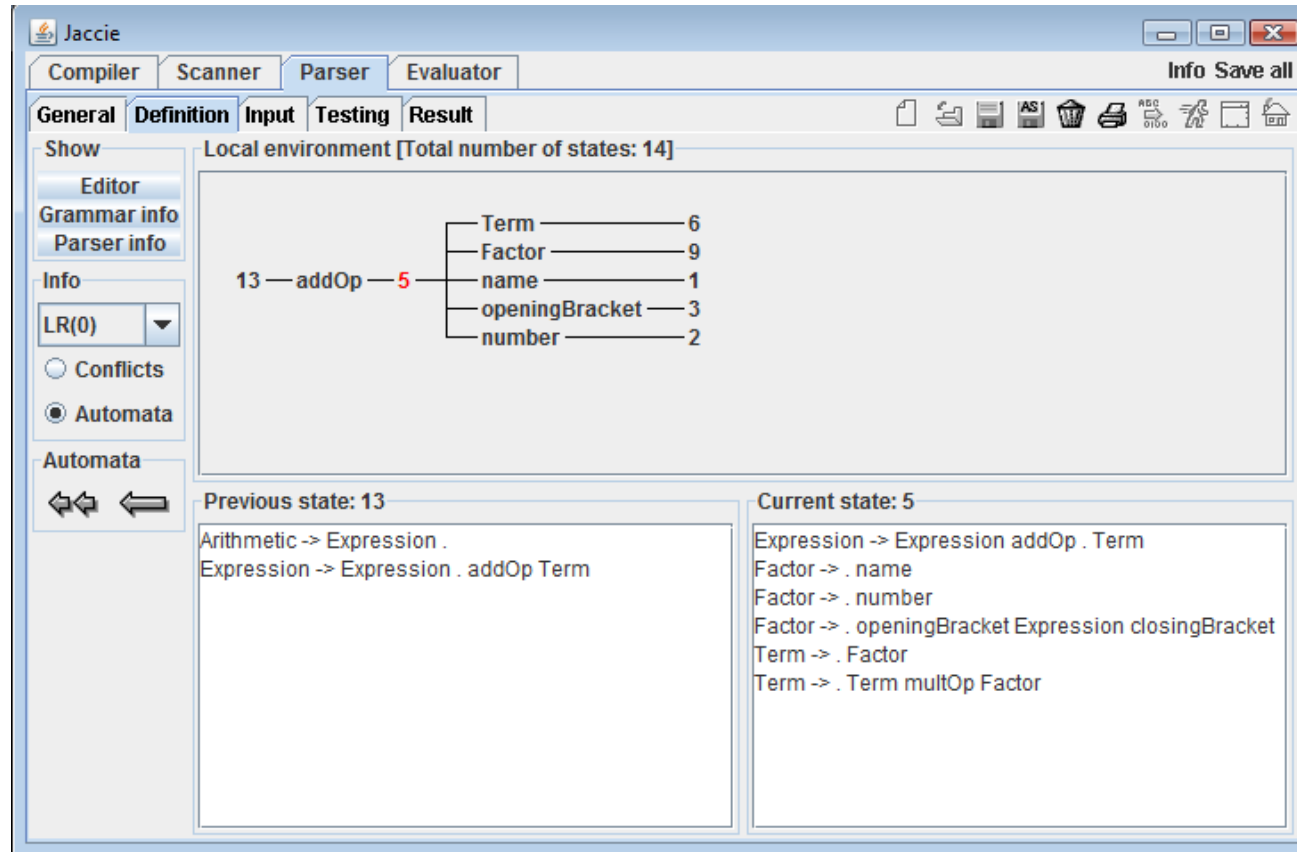 Jaccie
Compiler Scanner Parser Evaluator Info Save all
General Definition Input Testing Result
Show
Editor
Grammar info
Parser info
Info
LR(0)
Conflicts
Automata
Automata
Local environment [Total number of states: 14]
13 addOp 5
Term 6
Factor 9
name 1
openingBracket 3
number 2
Previous state: 13
Arithmetic -> Expression .
Expression -> Expression . addOp Term
Current state: 5
Expression -> Expression addOp . Term
Factor -> . name
Factor -> . number
Factor -> . openingBracket Expression closingBracket
Term -> . Factor
Term -> . Term multOp Factor